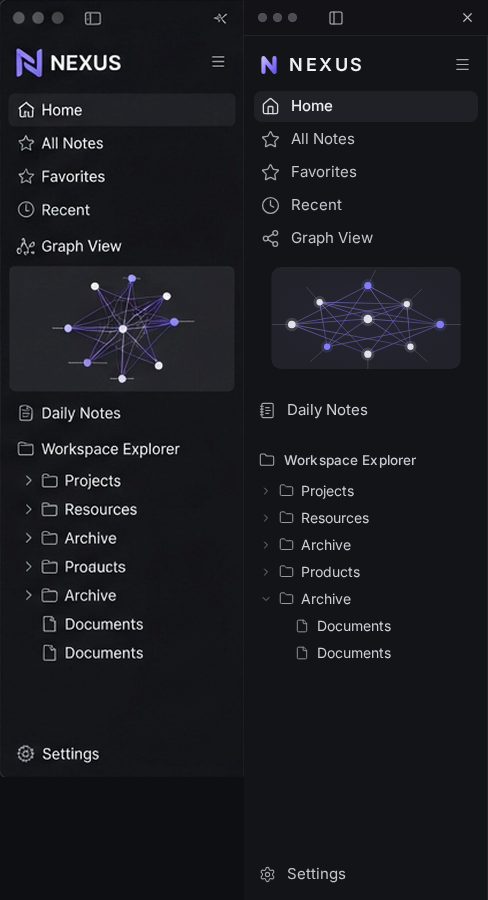 NEXUS
Home
All Notes
Favorites
Recent
Graph View
Daily Notes
Workspace Explorer
Projects
Resources
Archive
Products
Archive
Documents
Documents
Settings
NEXUS
Home
All Notes
Favorites
Recent
Graph View
Daily Notes
Workspace Explorer
Projects
Resources
Archive
Products
Archive
Documents
Documents
Settings